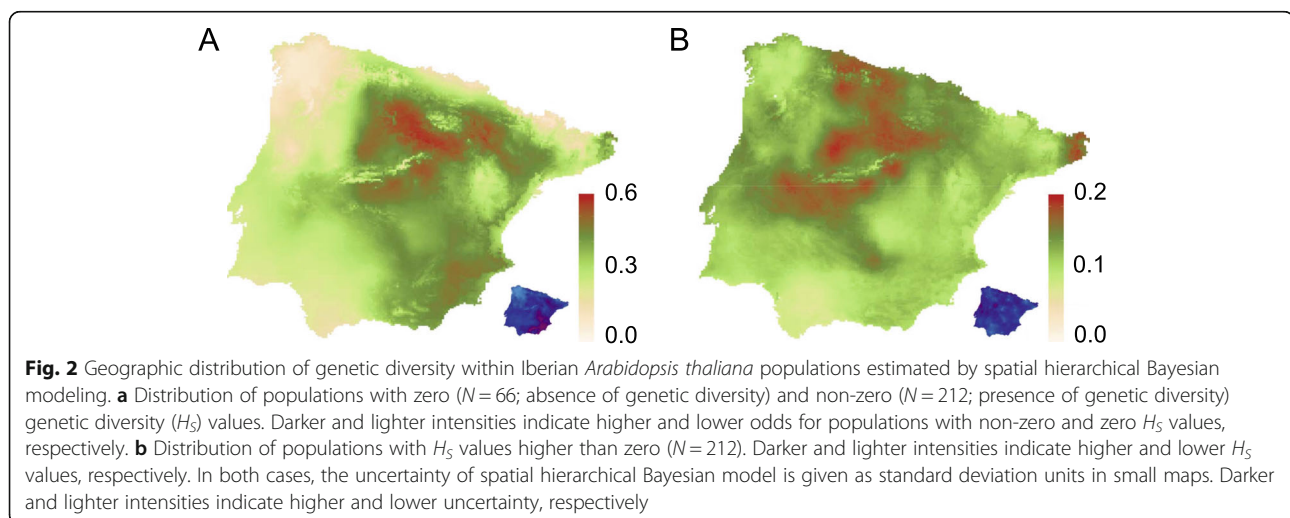 A
B
0.6
0.3
0.0
0.2
0.1
0.0
Fig. 2 Geographic distribution of genetic diversity within Iberian Arabidopsis thaliana populations estimated by spatial hierarchical Bayesian
modeling. a Distribution of populations with zero (N = 66; absence of genetic diversity) and non-zero (N = 212; presence of genetic diversity)
genetic diversity (HS) values. Darker and lighter intensities indicate higher and lower odds for populations with non-zero and zero HS values,
respectively. b Distribution of populations with HS values higher than zero (N = 212). Darker and lighter intensities indicate higher and lower HS
values, respectively. In both cases, the uncertainty of spatial hierarchical Bayesian model is given as standard deviation units in small maps. Darker
and lighter intensities indicate higher and lower uncertainty, respectively